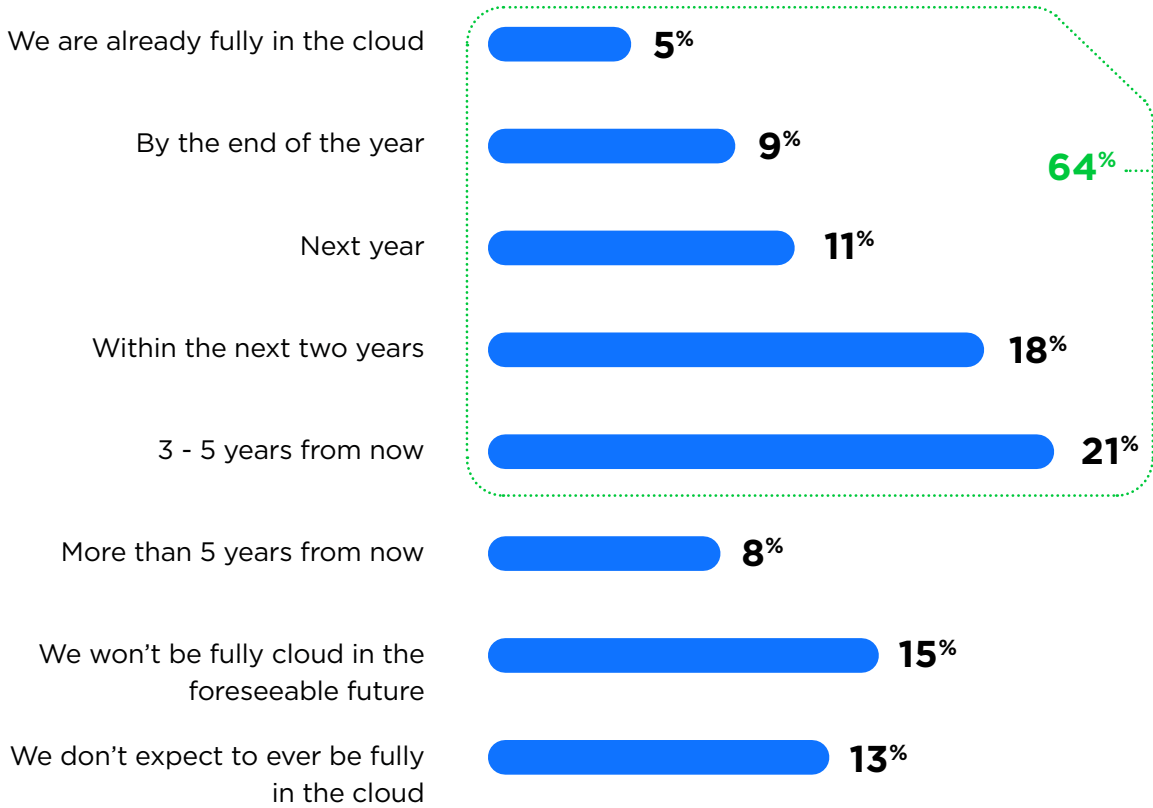 We are already fully in the cloud 5%
By the end of the year 9%
64%
Next year 11%
Within the next two years 18%
3 - 5 years from now 21%
More than 5 years from now 8%
We won't be fully cloud in the
foreseeable future 15%
We don't expect to ever be fully
in the cloud 13%